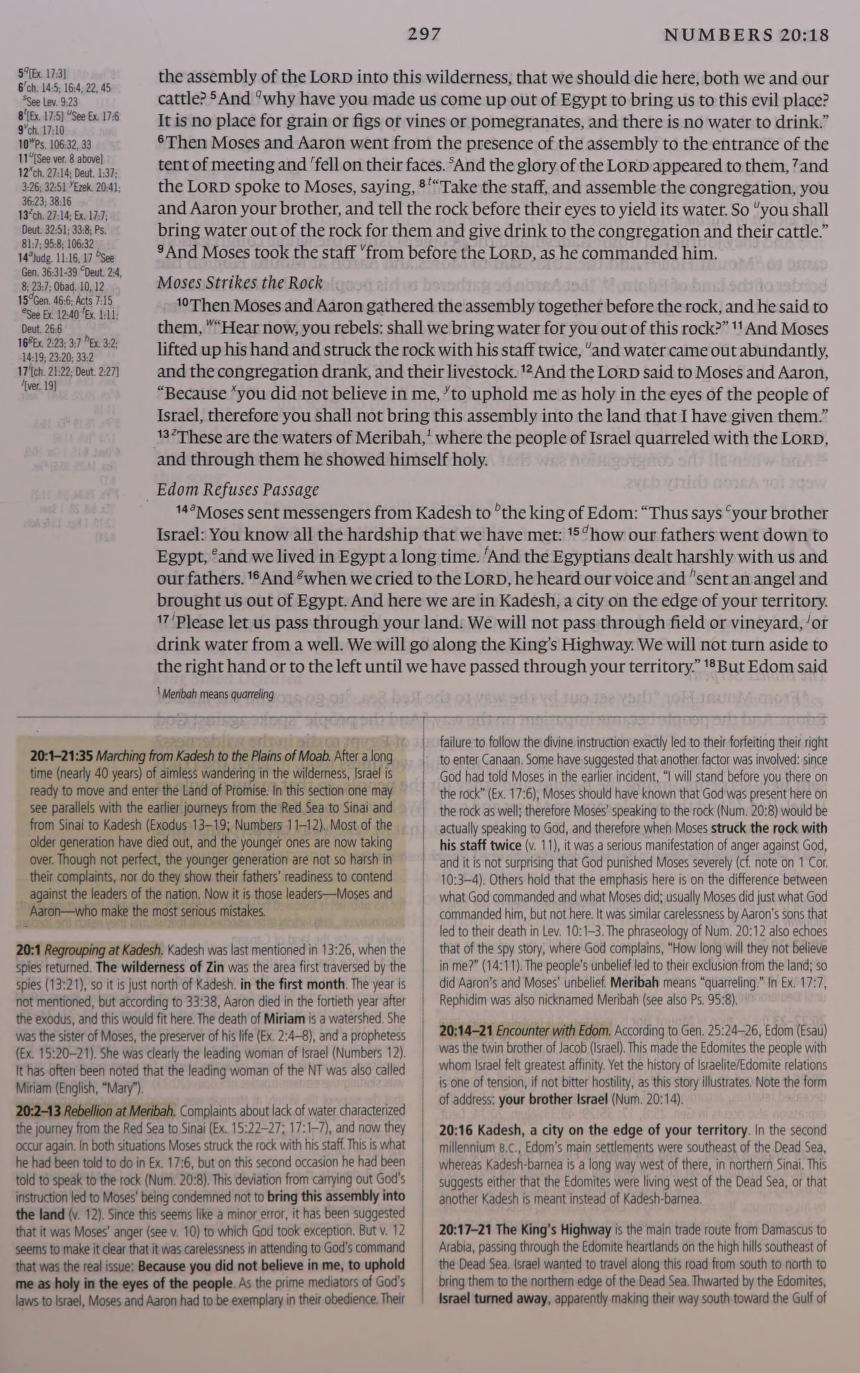 297
NUMBERS 20:18
5 q[Ex. 17:3]
6 r ch. 14:5; 16:4, 22, 45
s See Lev. 9:23
8 t[Ex. 17:5] u See Ex. 17:6
9 v ch. 17:10
10 w Ps. 106:32, 33
11 u[See ver. 8 above]
12 x ch. 27:14; Deut. 1:37;
3:26; 32:51 y Ezek. 20:41;
36:23; 38:16
13 z ch. 27:14; Ex. 17:7;
Deut. 32:51; 33:8; Ps.
81:7; 95:8; 106:32
14 a Judg. 11:16, 17 b See
Gen. 36:31-39 c Deut. 2:4,
8; 23:7; Obad. 10, 12
15 d Gen. 46:6; Acts 7:15
e See Ex. 12:40 f Ex. 1:11;
Deut. 26:6
16 g Ex. 2:23; 3:7 h Ex. 3:2;
14:19; 23:20; 33:2
17 i[ch. 21:22; Deut. 2:27]
j[ver. 19]
the assembly of the LORD into this wilderness, that we should die here, both we and our
cattle? 5 And q why have you made us come up out of Egypt to bring us to this evil place?
It is no place for grain or figs or vines or pomegranates, and there is no water to drink.”
6 Then Moses and Aaron went from the presence of the assembly to the entrance of the
tent of meeting and r fell on their faces. s And the glory of the LORD appeared to them, 7 and
the LORD spoke to Moses, saying, 8 t “Take the staff, and assemble the congregation, you
and Aaron your brother, and tell the rock before their eyes to yield its water. So u you shall
bring water out of the rock for them and give drink to the congregation and their cattle.”
9 And Moses took the staff v from before the LORD, as he commanded him.
Moses Strikes the Rock
10 Then Moses and Aaron gathered the assembly together before the rock, and he said to
them, w “Hear now, you rebels: shall we bring water for you out of this rock?” 11 And Moses
lifted up his hand and struck the rock with his staff twice, u and water came out abundantly,
and the congregation drank, and their livestock. 12 And the LORD said to Moses and Aaron,
“Because x you did not believe in me, y to uphold me as holy in the eyes of the people of
Israel, therefore you shall not bring this assembly into the land that I have given them.”
13 z These are the waters of Meribah,1 where the people of Israel quarreled with the LORD,
and through them he showed himself holy.
Edom Refuses Passage
14 a Moses sent messengers from Kadesh to b the king of Edom: “Thus says c your brother
Israel: You know all the hardship that we have met: 15 d how our fathers went down to
Egypt, e and we lived in Egypt a long time. f And the Egyptians dealt harshly with us and
our fathers. 16 And g when we cried to the LORD, he heard our voice and h sent an angel and
brought us out of Egypt. And here we are in Kadesh, a city on the edge of your territory.
17 i Please let us pass through your land. We will not pass through field or vineyard, j or
drink water from a well. We will go along the King’s Highway. We will not turn aside to
the right hand or to the left until we have passed through your territory.” 18 But Edom said
1 Meribah means quarreling
20:1–21:35 Marching from Kadesh to the Plains of Moab. After a long
time (nearly 40 years) of aimless wandering in the wilderness, Israel is
ready to move and enter the Land of Promise. In this section one may
see parallels with the earlier journeys from the Red Sea to Sinai and
from Sinai to Kadesh (Exodus 13–19; Numbers 11–12). Most of the
older generation have died out, and the younger ones are now taking
over. Though not perfect, the younger generation are not so harsh in
their complaints, nor do they show their fathers’ readiness to contend
against the leaders of the nation. Now it is those leaders—Moses and
Aaron—who make the most serious mistakes.
20:1 Regrouping at Kadesh. Kadesh was last mentioned in 13:26, when the
spies returned. The wilderness of Zin was the area first traversed by the
spies (13:21), so it is just north of Kadesh. in the first month. The year is
not mentioned, but according to 33:38, Aaron died in the fortieth year after
the exodus, and this would fit here. The death of Miriam is a watershed. She
was the sister of Moses, the preserver of his life (Ex. 2:4–8), and a prophetess
(Ex. 15:20–21). She was clearly the leading woman of Israel (Numbers 12).
It has often been noted that the leading woman of the NT was also called
Miriam (English, “Mary”).
20:2–13 Rebellion at Meribah. Complaints about lack of water characterized
the journey from the Red Sea to Sinai (Ex. 15:22–27; 17:1–7), and now they
occur again. In both situations Moses struck the rock with his staff. This is what
he had been told to do in Ex. 17:6, but on this second occasion he had been
told to speak to the rock (Num. 20:8). This deviation from carrying out God’s
instruction led to Moses’ being condemned not to bring this assembly into
the land (v. 12). Since this seems like a minor error, it has been suggested
that it was Moses’ anger (see v. 10) to which God took exception. But v. 12
seems to make it clear that it was carelessness in attending to God’s command
that was the real issue: Because you did not believe in me, to uphold
me as holy in the eyes of the people. As the prime mediators of God’s
laws to Israel, Moses and Aaron had to be exemplary in their obedience. Their
failure to follow the divine instruction exactly led to their forfeiting their right
to enter Canaan. Some have suggested that another factor was involved: since
God had told Moses in the earlier incident, “I will stand before you there on
the rock” (Ex. 17:6), Moses should have known that God was present here on
the rock as well; therefore Moses’ speaking to the rock (Num. 20:8) would be
actually speaking to God, and therefore when Moses struck the rock with
his staff twice (v. 11), it was a serious manifestation of anger against God,
and it is not surprising that God punished Moses severely (cf. note on 1 Cor.
10:3–4). Others hold that the emphasis here is on the difference between
what God commanded and what Moses did; usually Moses did just what God
commanded him, but not here. It was similar carelessness by Aaron’s sons that
led to their death in Lev. 10:1–3. The phraseology of Num. 20:12 also echoes
that of the spy story, where God complains, “How long will they not believe
in me?” (14:11). The people’s unbelief led to their exclusion from the land; so
did Aaron’s and Moses’ unbelief. Meribah means “quarreling.” In Ex. 17:7,
Rephidim was also nicknamed Meribah (see also Ps. 95:8).
20:14–21 Encounter with Edom. According to Gen. 25:24–26, Edom (Esau)
was the twin brother of Jacob (Israel). This made the Edomites the people with
whom Israel felt greatest affinity. Yet the history of Israelite/Edomite relations
is one of tension, if not bitter hostility, as this story illustrates. Note the form
of address: your brother Israel (Num. 20:14).
20:16 Kadesh, a city on the edge of your territory. In the second
millennium B.C., Edom’s main settlements were southeast of the Dead Sea,
whereas Kadesh-barnea is a long way west of there, in northern Sinai. This
suggests either that the Edomites were living west of the Dead Sea, or that
another Kadesh is meant instead of Kadesh-barnea.
20:17–21 The King’s Highway is the main trade route from Damascus to
Arabia, passing through the Edomite heartlands on the high hills southeast of
the Dead Sea. Israel wanted to travel along this road from south to north to
bring them to the northern edge of the Dead Sea. Thwarted by the Edomites,
Israel turned away, apparently making their way south toward the Gulf of